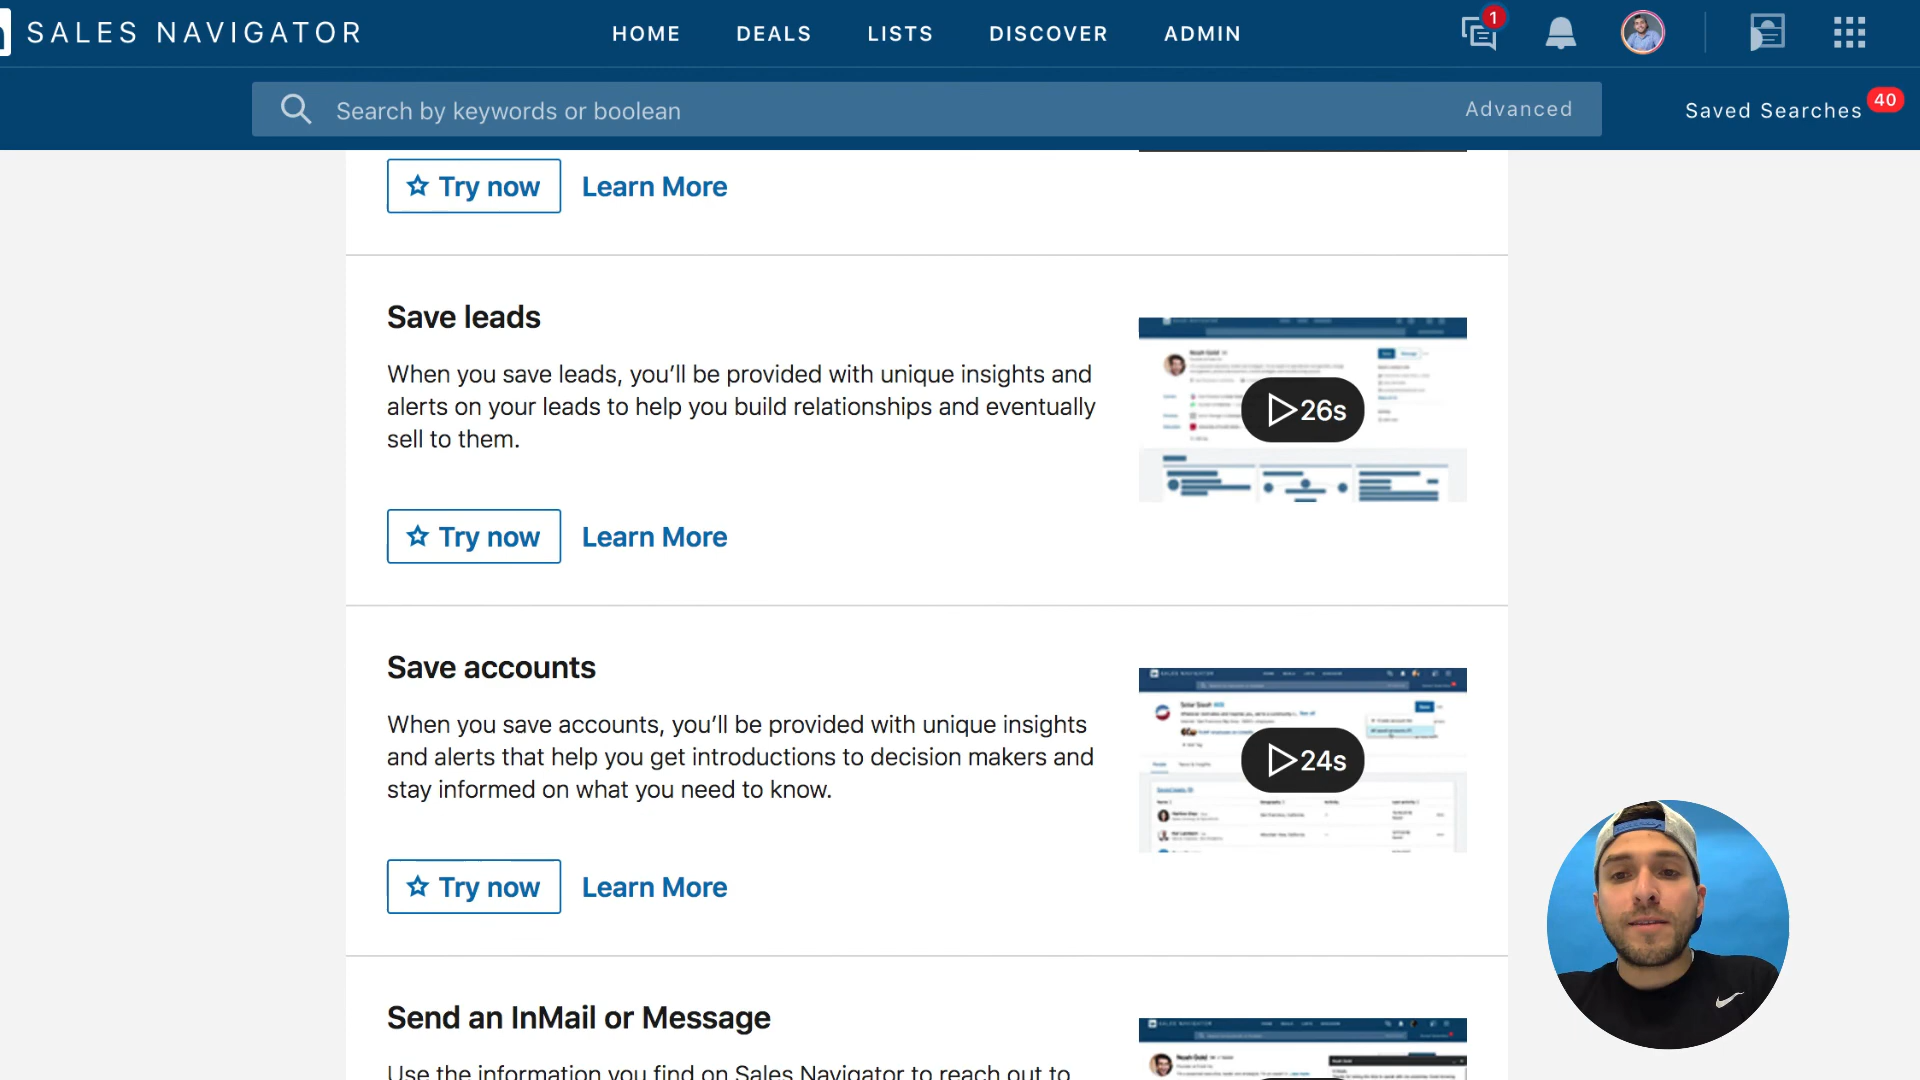 SALES NAVIGATOR
HOME DEALS LISTS DISCOVER ADMIN
1
Search by keywords or boolean
Advanced
Saved Searches 40
Try now Learn More
Save leads
When you save leads, you’ll be provided with unique insights and
alerts on your leads to help you build relationships and eventually
sell to them.
26s
Try now Learn More
Save accounts
When you save accounts, you’ll be provided with unique insights
and alerts that help you get introductions to decision makers and
stay informed on what you need to know.
24s
Try now Learn More
Send an InMail or Message
Use the information you find on Sales Navigator to reach out to